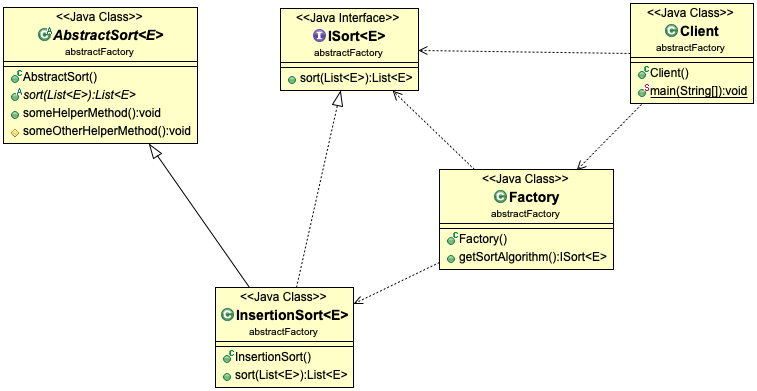 <<Java Class>>
AbstractSort<E>
abstractFactory
AbstractSort()
sort(List<E>):List<E>
someHelperMethod():void
someOtherHelperMethod():void
<<Java Interface>>
ISort<E>
abstractFactory
sort(List<E>):List<E>
<<Java Class>>
Client
abstractFactory
Client()
main(String[]):void
<<Java Class>>
Factory
abstractFactory
Factory()
getSortAlgorithm():ISort<E>
<<Java Class>>
InsertionSort<E>
abstractFactory
InsertionSort()
sort(List<E>):List<E>